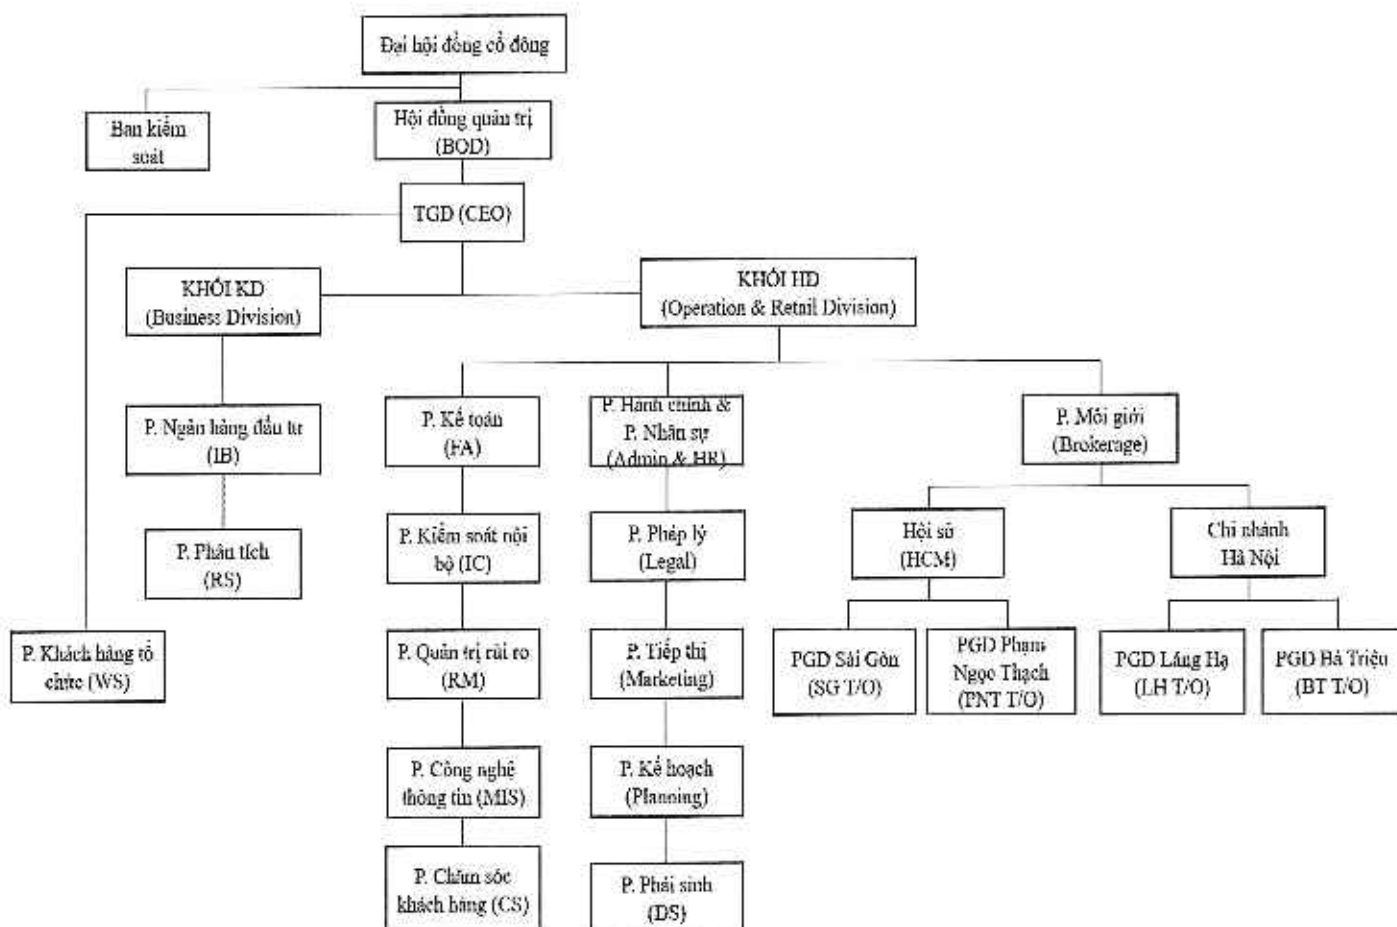 Đại hội đồng cổ đông
Ban kiểm
soát
Hội đồng quản trị
(BOD)
TGD (CEO)
KHỐI KD
(Business Division)
KHỐI HĐ
(Operation & Retail Division)
P. Ngân hàng đầu tư
(IB)
P. Kế toán
(FA)
P. Hành chính &
P. Nhân sự
(Admin & HR)
P. Môi giới
(Brokerage)
P. Phân tích
(RS)
P. Kiểm soát nội
bộ (IC)
P. Pháp lý
(Legal)
Hội sở
(HCM)
Chi nhánh
Hà Nội
P. Khách hàng tổ
chức (WS)
P. Quản trị rủi ro
(RM)
P. Tiếp thị
(Marketing)
PGD Sài Gòn
(SG T/O)
PGD Phạm
Ngọc Thạch
(PNT T/O)
PGD Láng Hạ
(LH T/O)
PGD Bà Triệu
(BT T/O)
P. Công nghệ
thông tin (MIS)
P. Kế hoạch
(Planning)
P. Chăm sóc
khách hàng (CS)
P. Phái sinh
(DS)